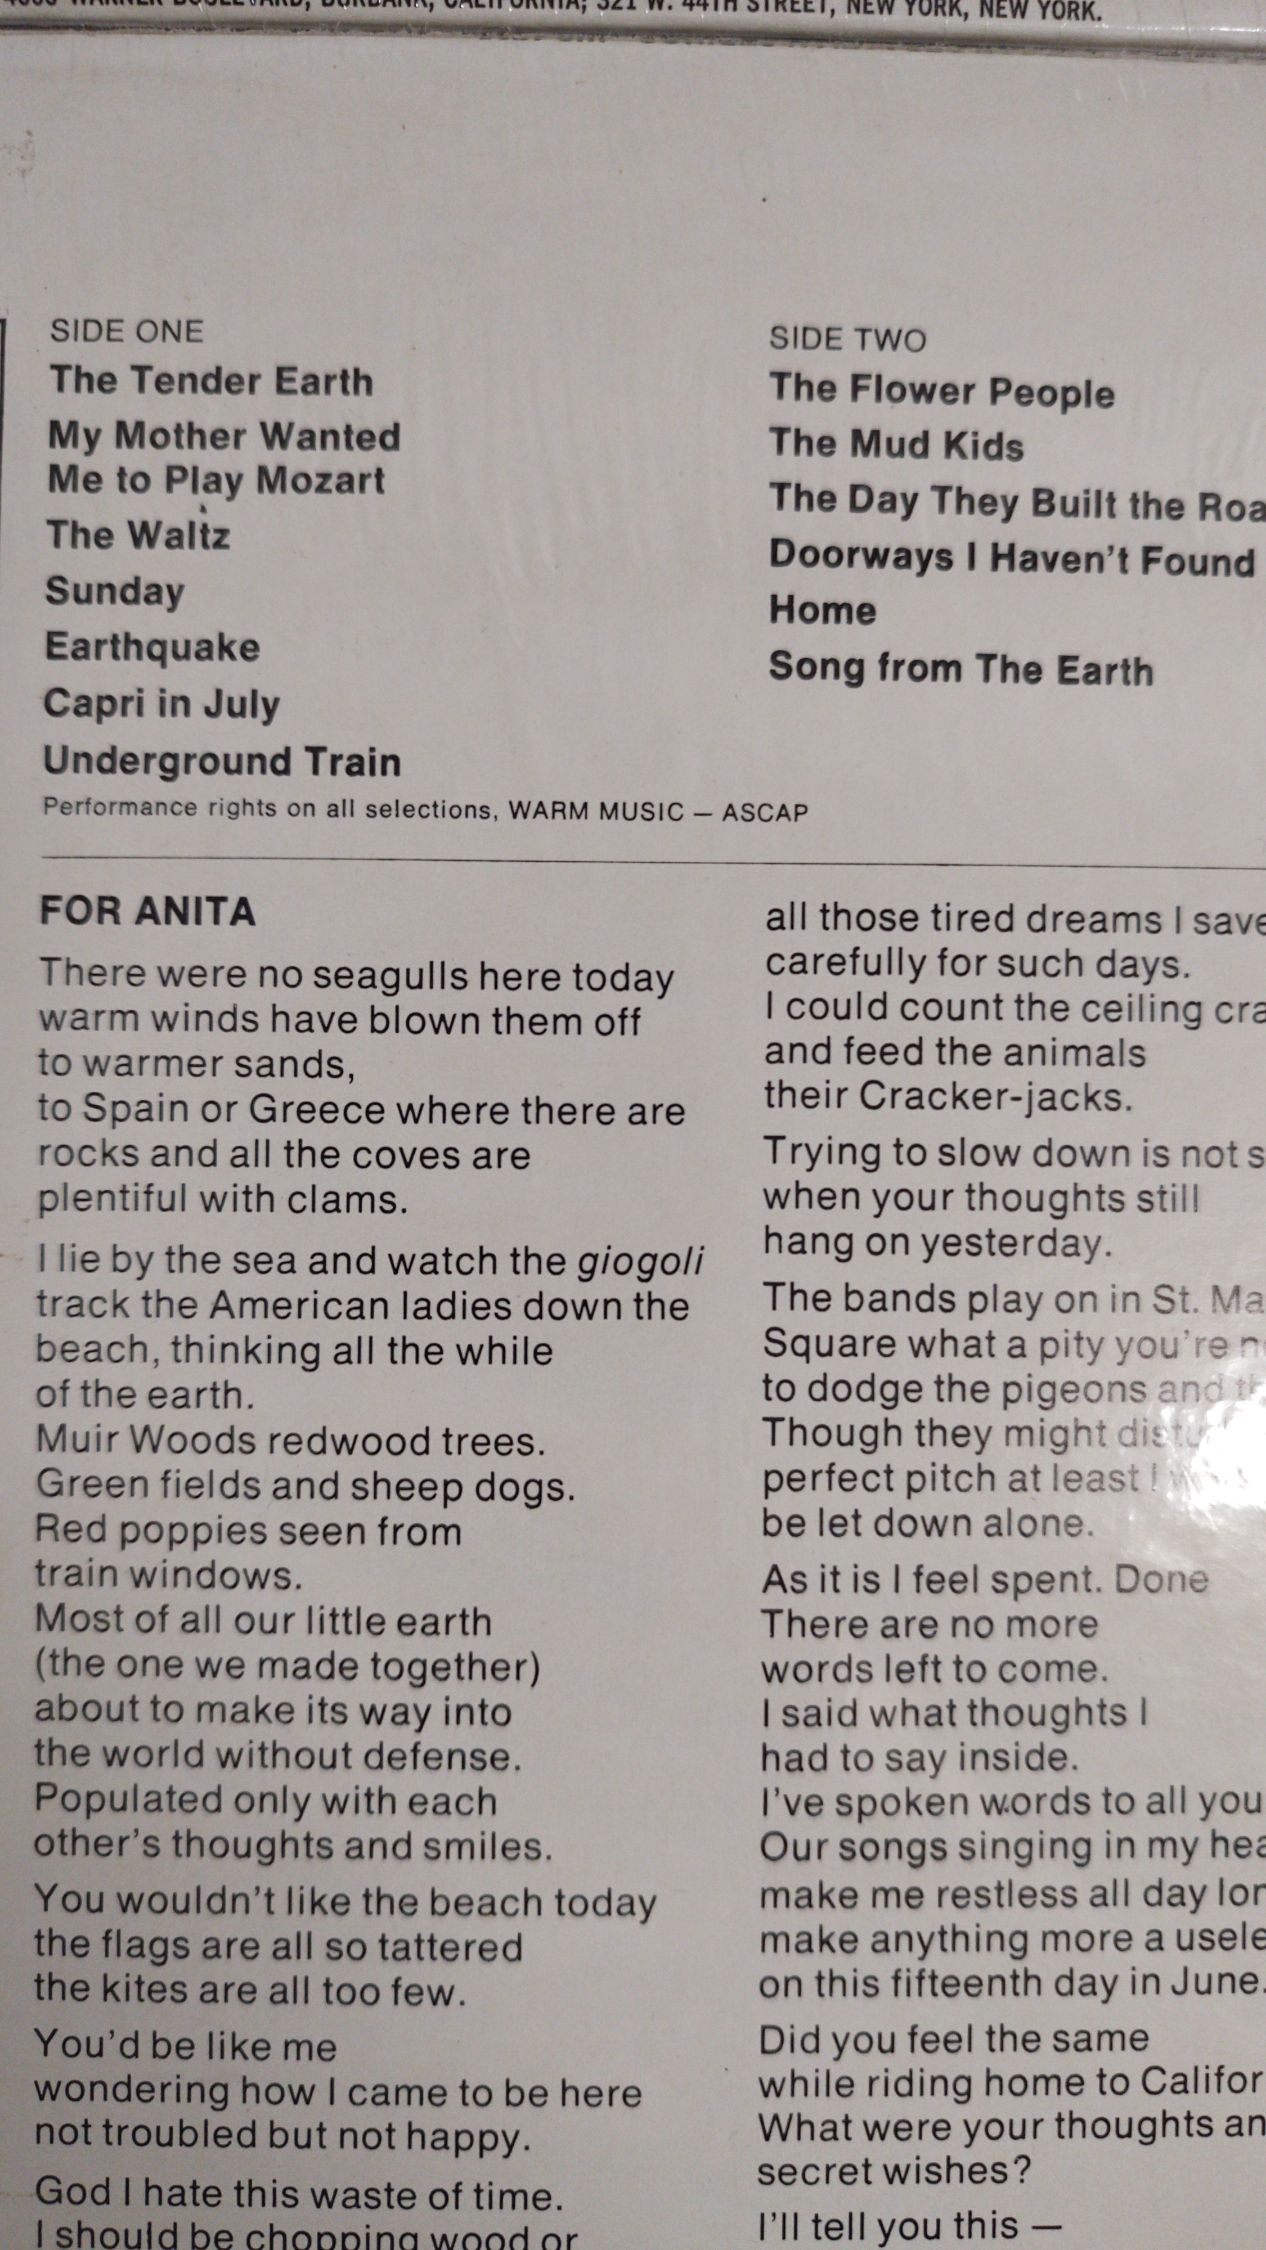 WARNER BOULEVARD, BURBANK, CALIFORNIA; 321 W. 44TH STREET, NEW YORK, NEW YORK.
SIDE ONE
The Tender Earth
My Mother Wanted
Me to Play Mozart
The Waltz
Sunday
Earthquake
Capri in July
Underground Train
Performance rights on all selections, WARM MUSIC — ASCAP
SIDE TWO
The Flower People
The Mud Kids
The Day They Built the
Doorways I Haven't Found
Home
Song from The Earth
FOR ANITA
There were no seagulls here today
warm winds have blown them off
to warmer sands,
to Spain or Greece where there are
rocks and all the coves are
plentiful with clams.
I lie by the sea and watch the giogoli
track the American ladies down the
beach, thinking all the while
of the earth.
Muir Woods redwood trees.
Green fields and sheep dogs.
Red poppies seen from
train windows.
Most of all our little earth
(the one we made together)
about to make its way into
the world without defense.
Populated only with each
other's thoughts and smiles.
You wouldn't like the beach today
the flags are all so tattered
the kites are all too few.
You'd be like me
wondering how I came to be here
not troubled but not happy.
God I hate this waste of time.
I should be chopping wood or
all those tired dreams I
carefully for such days.
I could count the ceiling
and feed the animals
their Cracker-jacks.
Trying to slow down is not
when your thoughts still
hang on yesterday.
The bands play on in St.
Square what a pity you're
to dodge the pigeons and
Though they might
perfect pitch at least I
be let down alone.
As it is I feel spent. Done
There are no more
words left to come.
I said what thoughts I
had to say inside.
I've spoken words to all
Our songs singing in my
make me restless all day
make anything more a
on this fifteenth day in June.
Did you feel the same
while riding home to
What were your thoughts
secret wishes?
I'll tell you this —